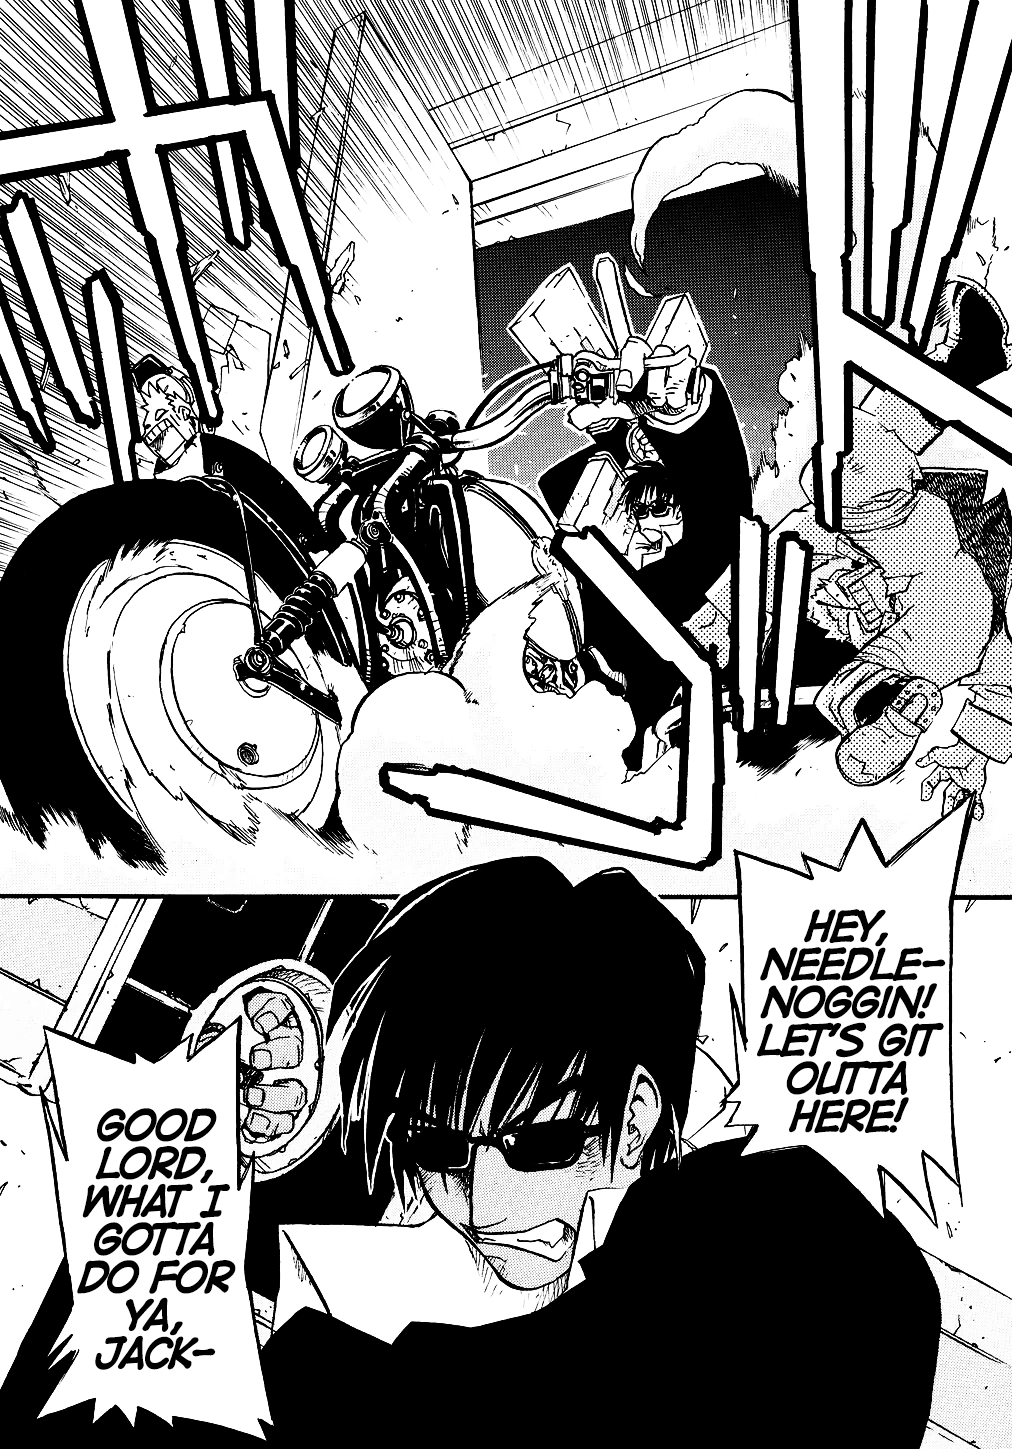 HEY,
NEEDLE-
NOGGIN!
LET'S GIT
OUTTA
HERE!
GOOD
LORD,
WHAT I
GOTTA
DO FOR
YA,
JACK-